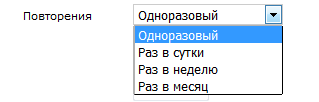 Повторения Одноразовый
Одноразовый
Раз в сутки
Раз в неделю
Раз в месяц